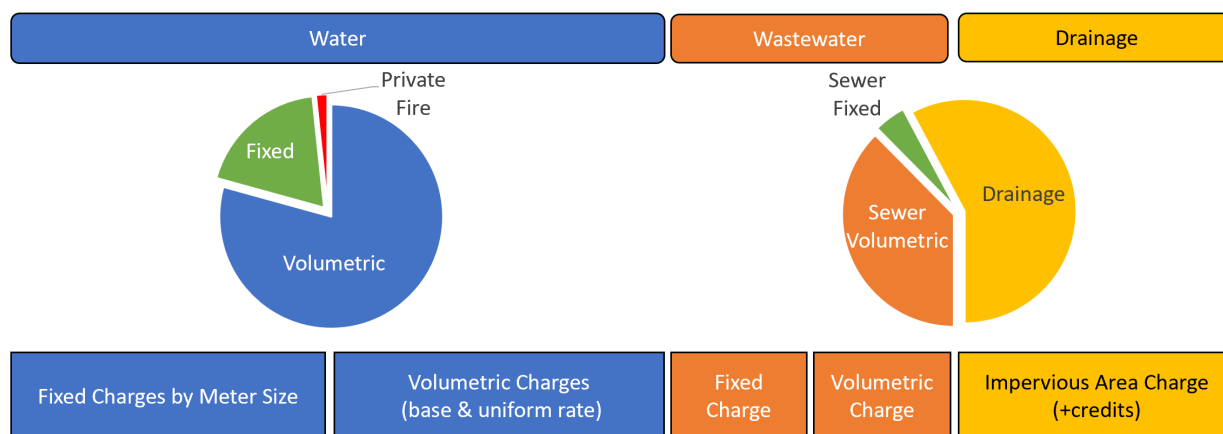 Water
Wastewater
Drainage
Private
Fire
Fixed
Volumetric
Sewer
Fixed
Drainage
Sewer
Volumetric
Fixed Charges by Meter Size
Volumetric Charges
(base & uniform rate)
Fixed
Charge
Volumetric
Charge
Impervious Area Charge
(+credits)